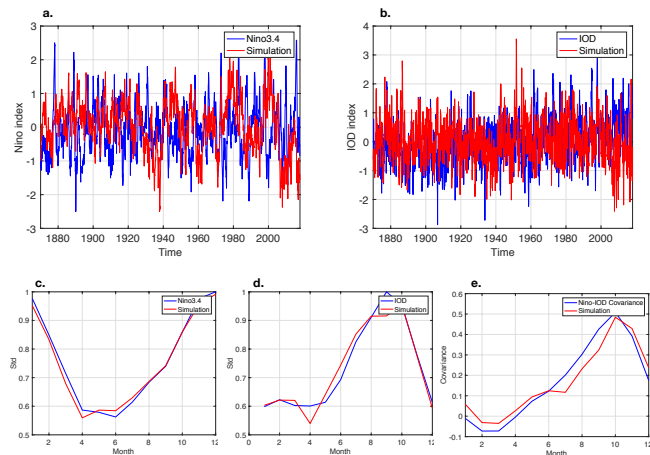 a.
Nino3.4
Simulation
3
2
1
0
-1
-2
-3
Nino index
1880 1900 1920 1940 1960 1980 2000
Time
b.
IOD
Simulation
4
3
2
1
0
-1
-2
-3
IOD index
1880 1900 1920 1940 1960 1980 2000
Time
c.
Nino3.4
Simulation
1
0.9
0.8
0.7
0.6
0.5
Std
2 4 6 8 10 12
Month
d.
IOD
Simulation
1
0.9
0.8
0.7
0.6
0.5
Std
0 2 4 6 8 10 12
Month
e.
Nino-IOD Covariance
Simulation
0.6
0.5
0.4
0.3
0.2
0.1
0
-0.1
Covariance
2 4 6 8 10 12
Month